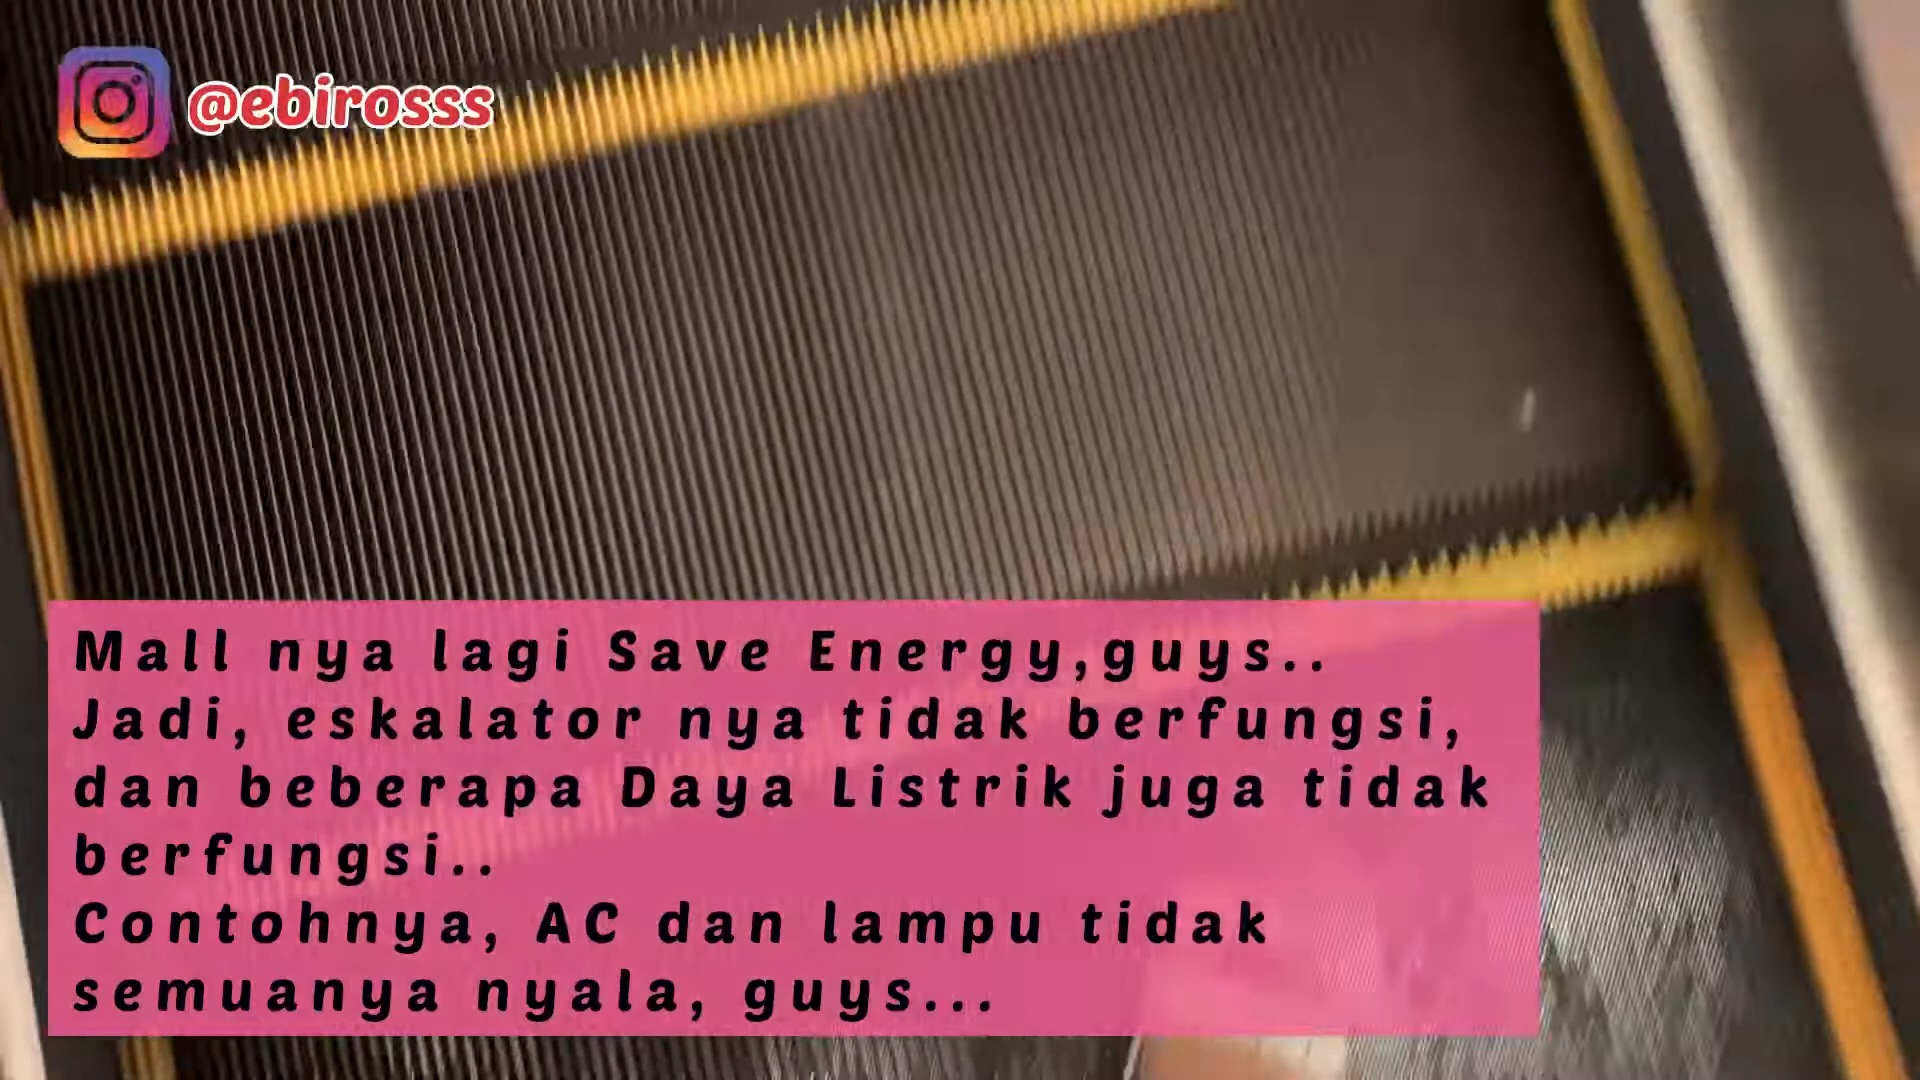 @ebirosss
Mall nya lagi Save Energy,guys..
Jadi, eskalator nya tidak berfungsi,
dan beberapa Daya Listrik juga tidak
berfungsi..
Contohnya, AC dan lampu tidak
semuanya nyala, guys...